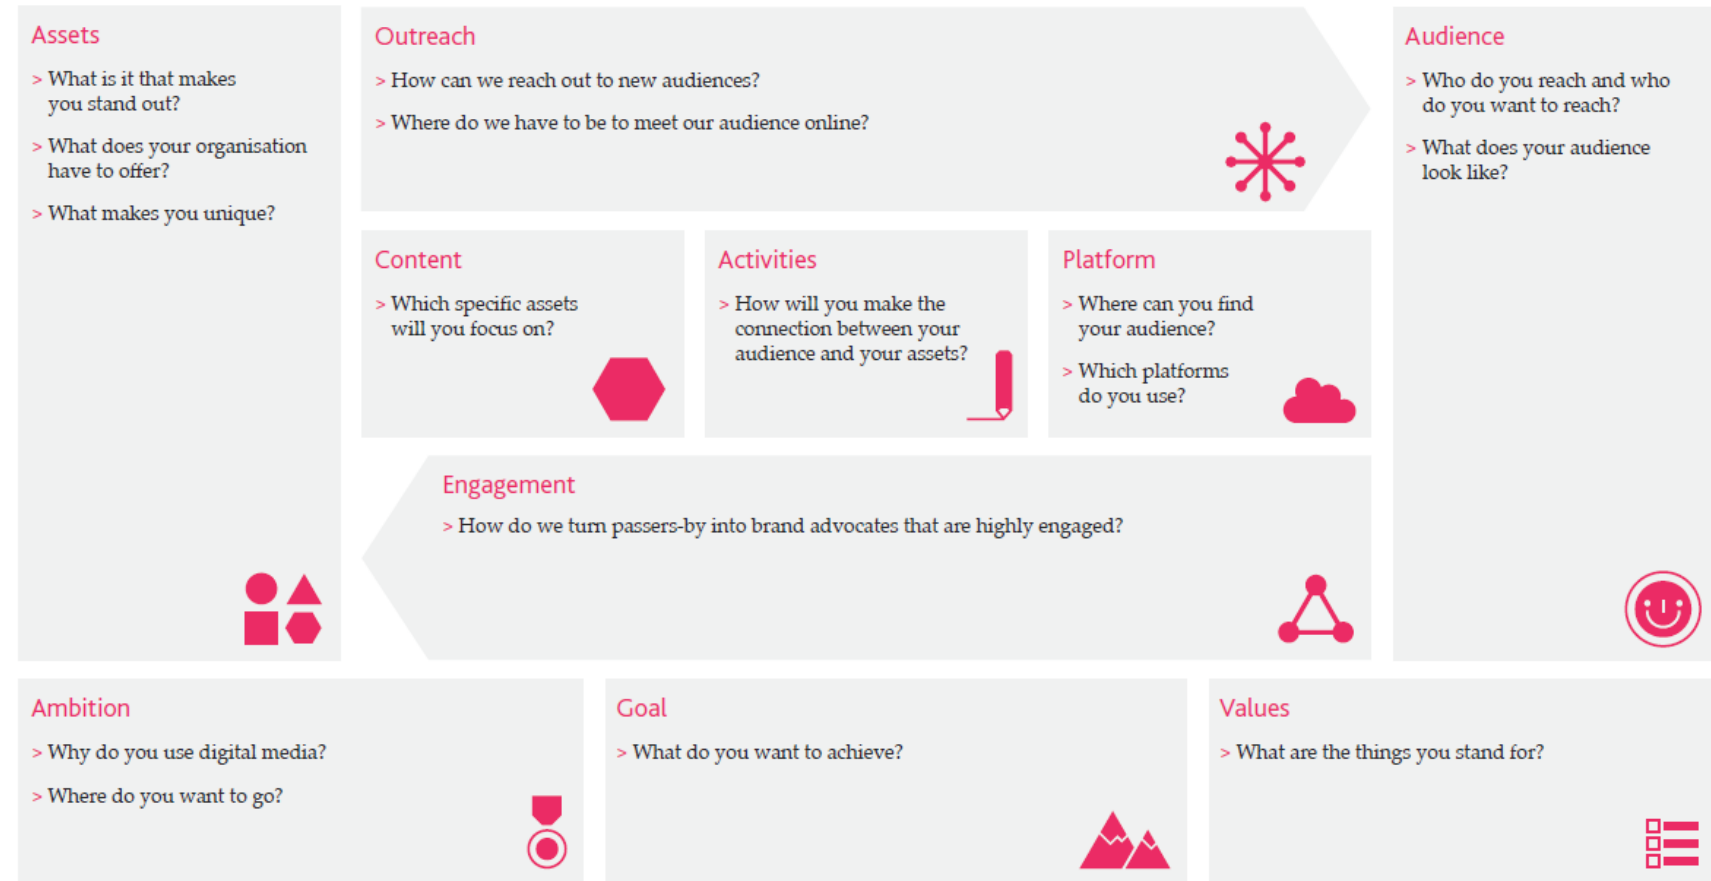 Assets
> What is it that makes
you stand out?
> What does your organisation
have to offer?
> What makes you unique?
Outreach
> How can we reach out to new audiences?
> Where do we have to be to meet our audience online?
Audience
> Who do you reach and who
do you want to reach?
> What does your audience
look like?
Content
> Which specific assets
will you focus on?
Activities
> How will you make the
connection between your
audience and your assets?
Platform
> Where can you find
your audience?
> Which platforms
do you use?
Engagement
> How do we turn passers-by into brand advocates that are highly engaged?
Ambition
> Why do you use digital media?
> Where do you want to go?
Goal
> What do you want to achieve?
Values
> What are the things you stand for?